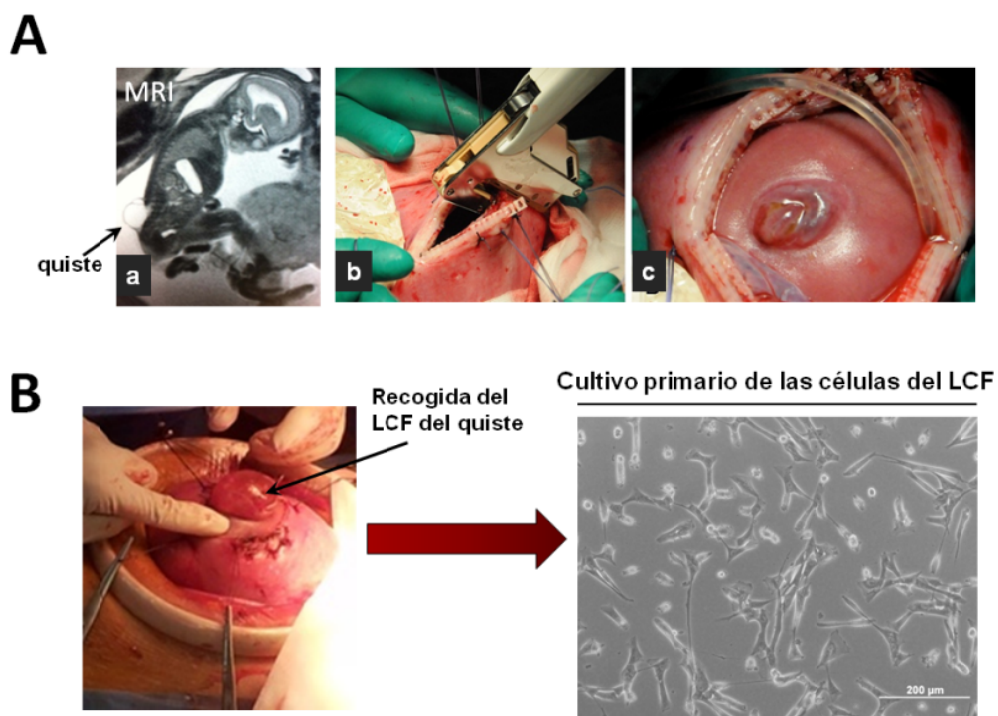 A
MRI
quiste
a
b
c
B
Recogida del
LCF del quiste
Cultivo primario de las células del LCF
200 µm